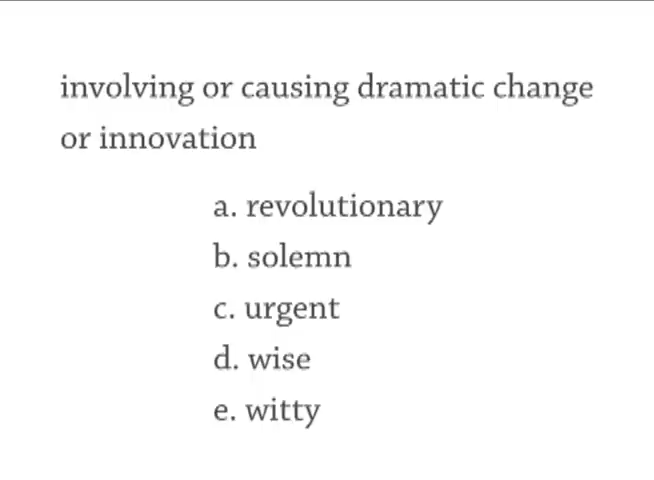 involving or causing dramatic change
or innovation
a. revolutionary
b. solemn
c. urgent
d. wise
e. witty